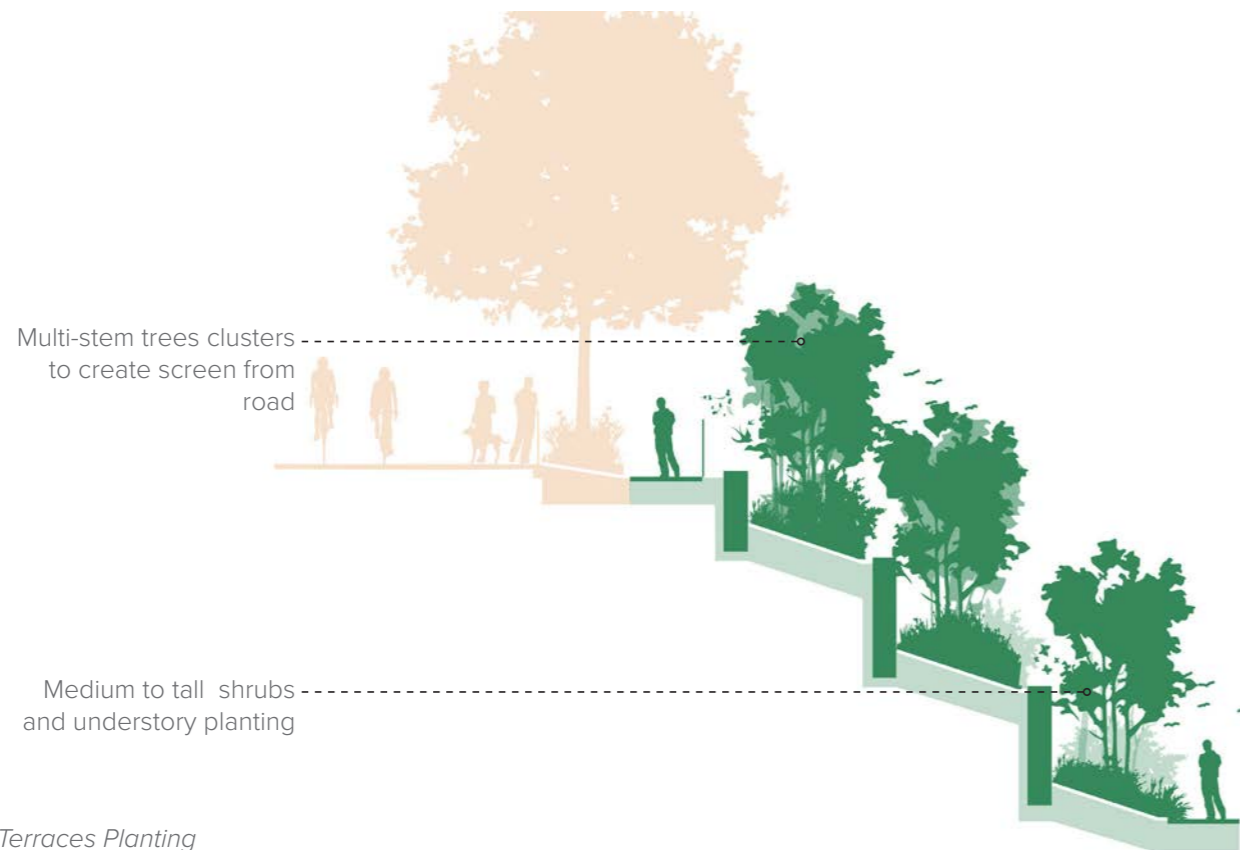 Multi-stem trees clusters
to create screen from
road
Medium to tall shrubs
and understory planting
Terraces Planting